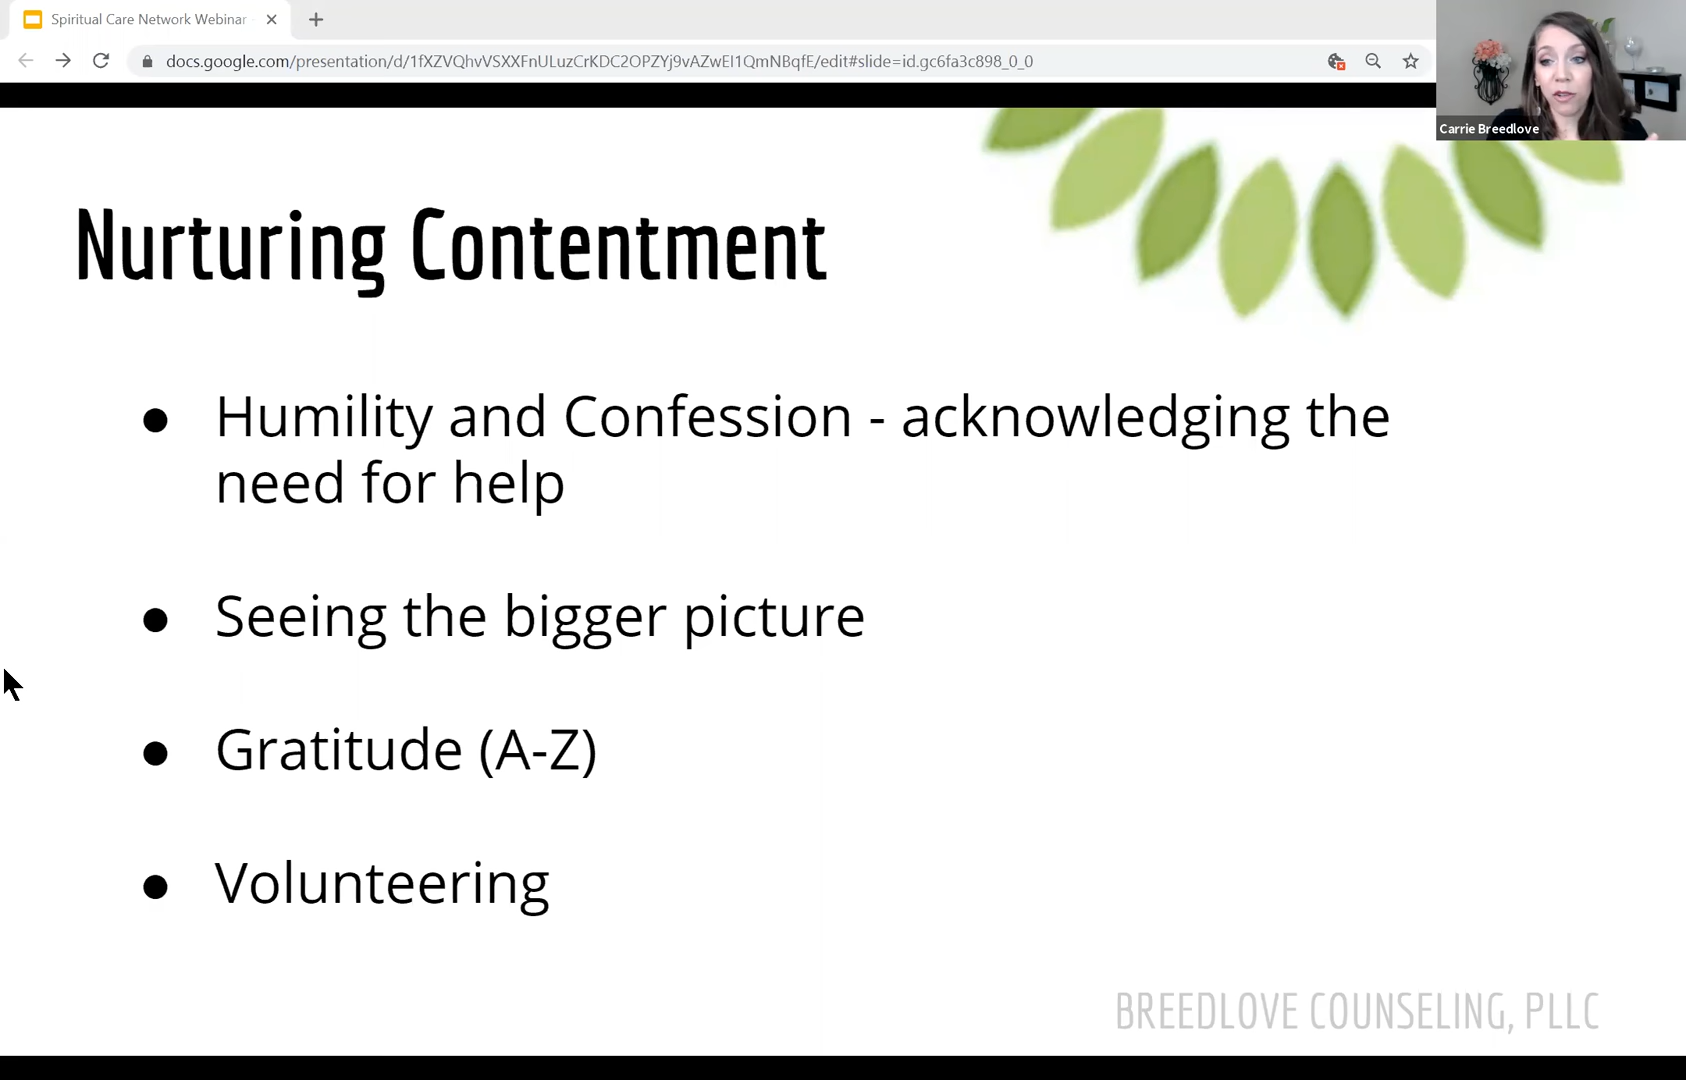 Spiritual Care Network Webinar
docs.google.com/presentation/d/1fXZVQhvVSXXFnULuzCrKDC2OPZYj9vAZwEI1QmNBqfE/edit#slide=id.gc6fa3c898_0_0
Carrie Breedlove
Nurturing Contentment
● Humility and Confession - acknowledging the
need for help
● Seeing the bigger picture
● Gratitude (A-Z)
● Volunteering
BREEDLOVE COUNSELING, PLLC